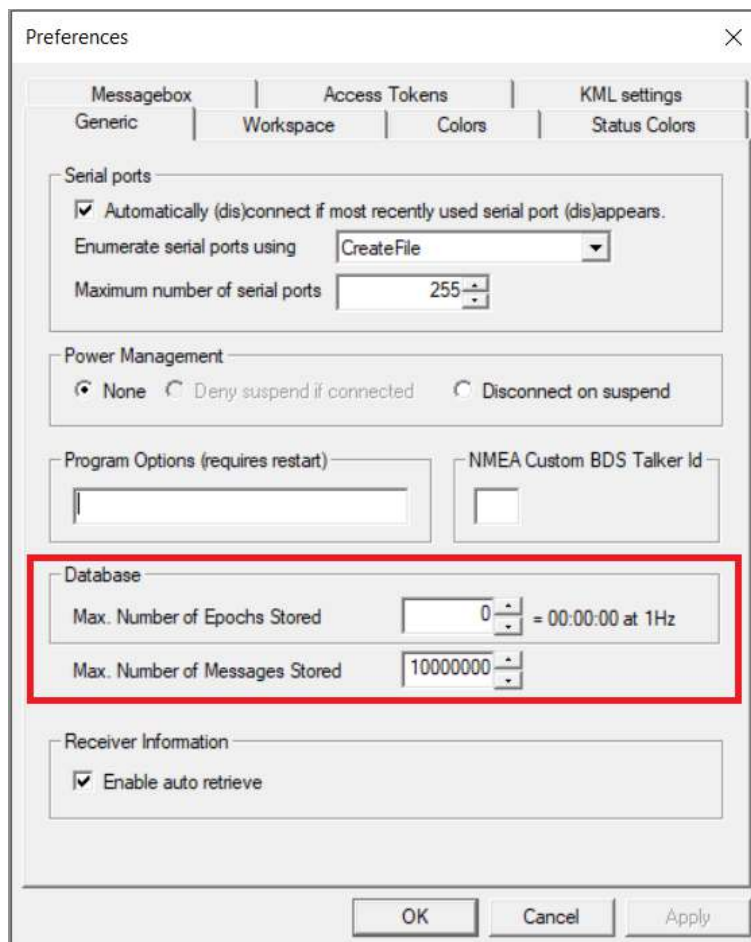 Preferences
Messagebox Access Tokens KML settings
Generic Workspace Colors Status Colors
Serial ports
Automatically (dis)connect if most recently used serial port (dis)appears.
Enumerate serial ports using CreateFile
Maximum number of serial ports 255
Power Management
None Deny suspend if connected Disconnect on suspend
Program Options (requires restart) NMEA Custom BDS Talker Id
Database
Max. Number of Epochs Stored 0 = 00:00:00 at 1Hz
Max. Number of Messages Stored 10000000
Receiver Information
Enable auto retrieve
OK Cancel Apply